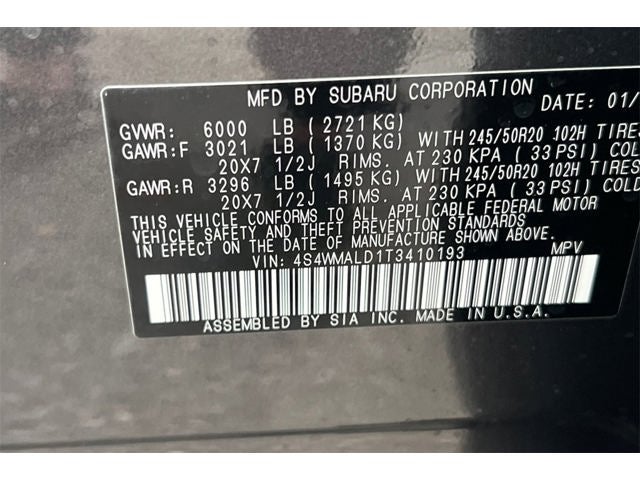 MFD BY SUBARU CORPORATION DATE: 01/
GVWR: 6000 LB ( 2721 KG)
GAWR:F 3021 LB ( 1370 KG) WITH 245/50R20 102H TIRES
20X7 1/2J RIMS. AT 230 KPA ( 33 PSI) COLD
GAWR:R 3296 LB ( 1495 KG) WITH 245/50R20 102H TIRES
20X7 1/2J RIMS. AT 230 KPA ( 33 PSI) COLD
THIS VEHICLE CONFORMS TO ALL APPLICABLE FEDERAL MOTOR
VEHICLE SAFETY AND THEFT PREVENTION STANDARDS
IN EFFECT ON THE DATE OF MANUFACTURE SHOWN ABOVE.
VIN: 4S4WMALD1T3410193 MPV
ASSEMBLED BY SIA INC. MADE IN U.S.A.